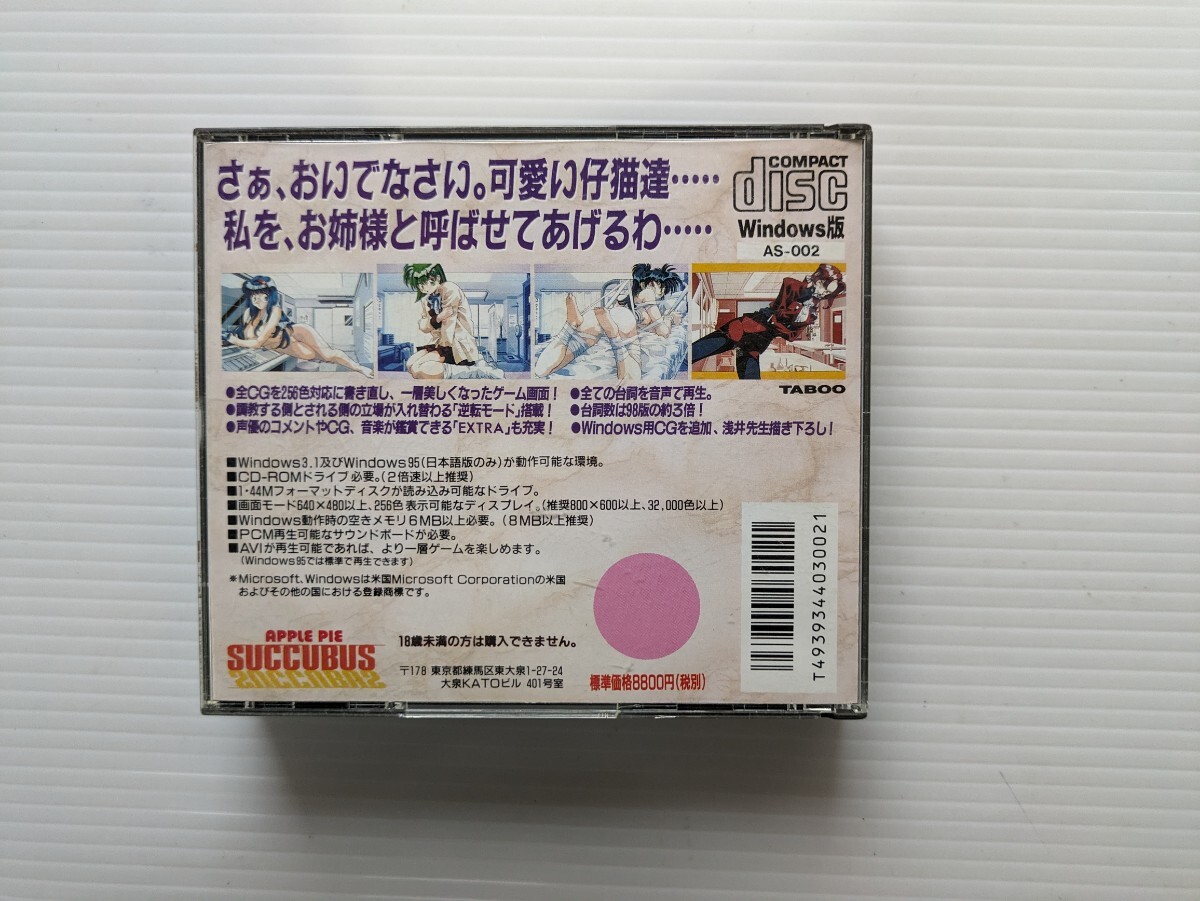 さぁ、おいでなさい。可愛い仔猫達‥‥‥
私を、お姉様と呼ばせてあげるわ‥‥‥
COMPACT
disc
Windows版
AS-002
TABOO
●全CGを256色対応に書き直し、一層美しくなったゲーム画面!
●調教する側とされる側の立場が入れ替わる「逆転モード」搭載!
●声優のコメントやCG、音楽が鑑賞できる「EXTRA」も充実!
●全ての台詞を音声で再生。
●台詞数は98版の約3倍!
●Windows用CGを追加、浅井先生描き下ろし!
■Windows3.1及びWindows95(日本語版のみ)が動作可能な環境。
■CD-ROMドライブ必要。(2倍速以上推奨)
■1・44Mフォーマットディスクが読み込み可能なドライブ。
■画面モード640×480以上、256色表示可能なディスプレイ。(推奨800×600以上、32,000色以上)
■Windows動作時の空きメモリ6MB以上必要。(8MB以上推奨)
■PCM再生可能なサウンドボードが必要。
■AVIが再生可能であれば、より一層ゲームを楽しめます。
(Windows95では標準で再生できます)
＊Microsoft、Windowsは米国Microsoft Corporationの米国
およびその他の国における登録商標です。
APPLE PIE
SUCCUBUS
18歳未満の方は購入できません。
〒178 東京都練馬区東大泉1-27-24
大泉KATOビル 401号室
標準価格8800円(税別)
T4939344030021